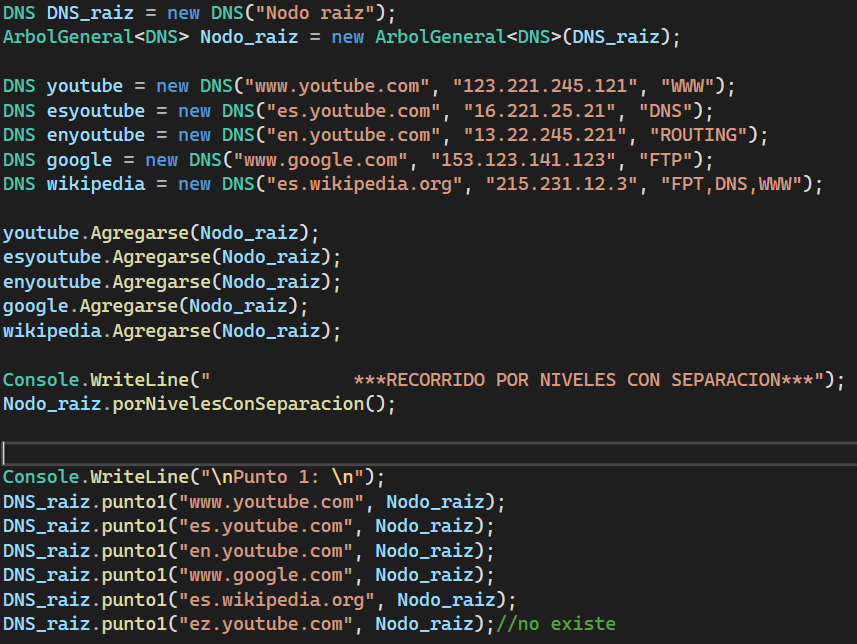 DNS DNS_raiz = new DNS("Nodo raiz");
ArbolGeneral<DNS> Nodo_raiz = new ArbolGeneral<DNS>(DNS_raiz);
DNS youtube = new DNS("www.youtube.com", "123.221.245.121", "WWW");
DNS esyoutube = new DNS("es.youtube.com", "16.221.25.21", "DNS");
DNS enyoutube = new DNS("en.youtube.com", "13.22.245.221", "ROUTING");
DNS google = new DNS("www.google.com", "153.123.141.123", "FTP");
DNS wikipedia = new DNS("es.wikipedia.org", "215.231.12.3", "FPT,DNS,WWW");
youtube.Agregarse(Nodo_raiz);
esyoutube.Agregarse(Nodo_raiz);
enyoutube.Agregarse(Nodo_raiz);
google.Agregarse(Nodo_raiz);
wikipedia.Agregarse(Nodo_raiz);
Console.WriteLine("             ***RECORRIDO POR NIVELES CON SEPARACION***");
Nodo_raiz.porNivelesConSeparacion();
Console.WriteLine("\nPunto 1: \n");
DNS_raiz.punto1("www.youtube.com", Nodo_raiz);
DNS_raiz.punto1("es.youtube.com", Nodo_raiz);
DNS_raiz.punto1("en.youtube.com", Nodo_raiz);
DNS_raiz.punto1("www.google.com", Nodo_raiz);
DNS_raiz.punto1("es.wikipedia.org", Nodo_raiz);
DNS_raiz.punto1("ez.youtube.com", Nodo_raiz);//no existe